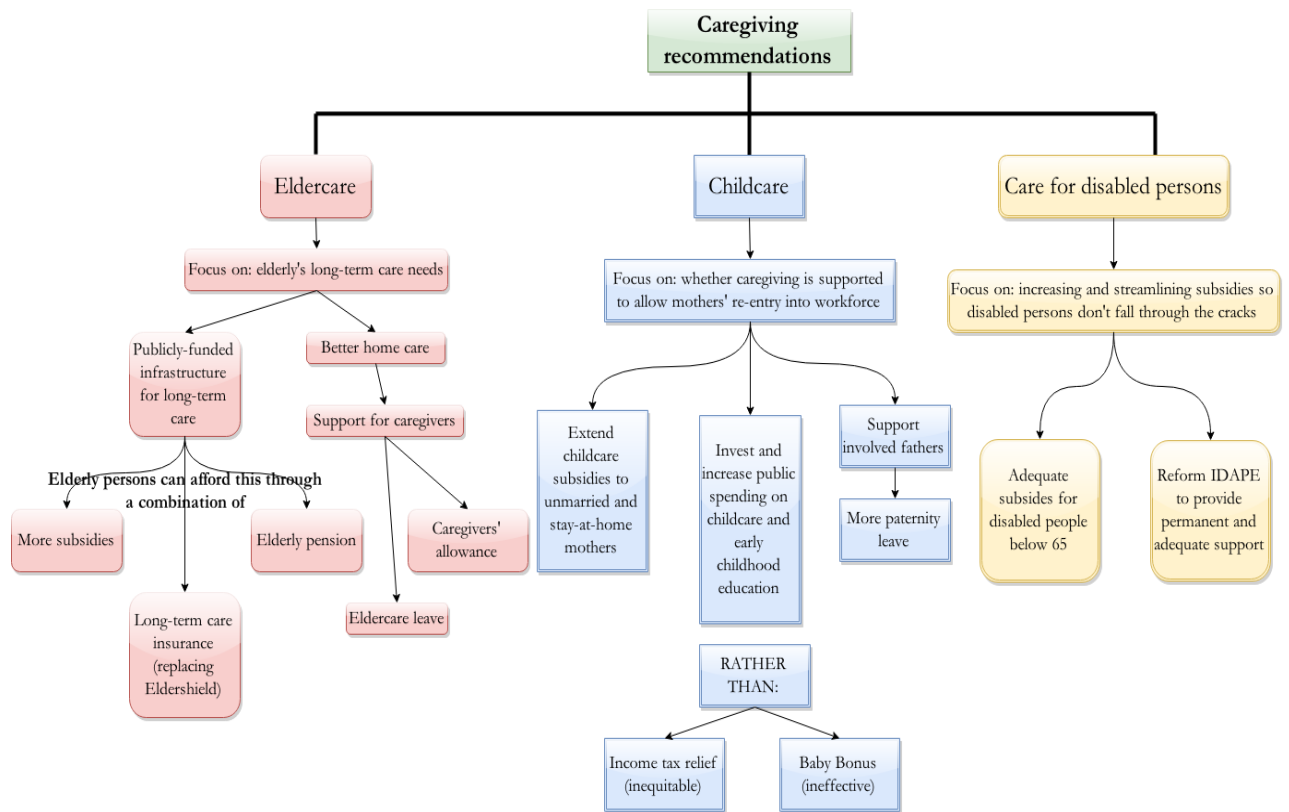 Caregiving
recommendations
Eldercare
Focus on: elderly's long-term care needs
Publicly-funded
infrastructure
for long-term
care
Better home care
Support for caregivers
Elderly persons can afford this through
a combination of
More subsidies
Elderly pension
Long-term care
insurance
(replacing
Eldershield)
Caregivers'
allowance
Eldercare leave
Childcare
Focus on: whether caregiving is supported
to allow mothers' re-entry into workforce
Extend
childcare
subsidies to
unmarried and
stay-at-home
mothers
Invest and
increase public
spending on
childcare and
early
childhood
education
Support
involved fathers
More paternity
leave
RATHER
THAN:
Income tax relief
(inequitable)
Baby Bonus
(ineffective)
Care for disabled persons
Focus on: increasing and streamlining subsidies so
disabled persons don't fall through the cracks
Adequate
subsides for
disabled people
below 65
Reform IDAPE
to provide
permanent and
adequate support